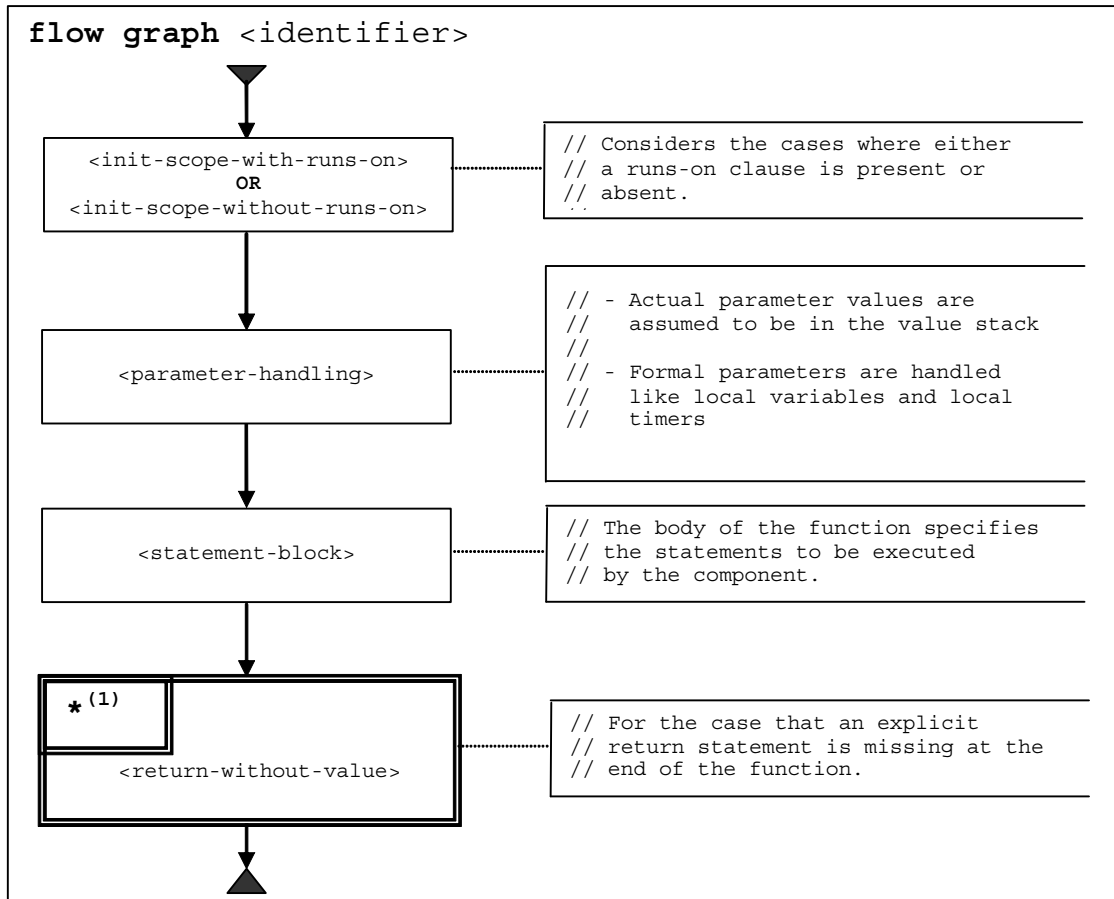 flow graph <identifier>
<init-scope-with-runs-on>
OR
<init-scope-without-runs-on>
// Considers the cases where either
// a runs-on clause is present or
// absent.
<parameter-handling>
// - Actual parameter values are
//   assumed to be in the value stack
//
// - Formal parameters are handled
//   like local variables and local
//   timers
<statement-block>
// The body of the function specifies
// the statements to be executed
// by the component.
*(1)
<return-without-value>
// For the case that an explicit
// return statement is missing at the
// end of the function.